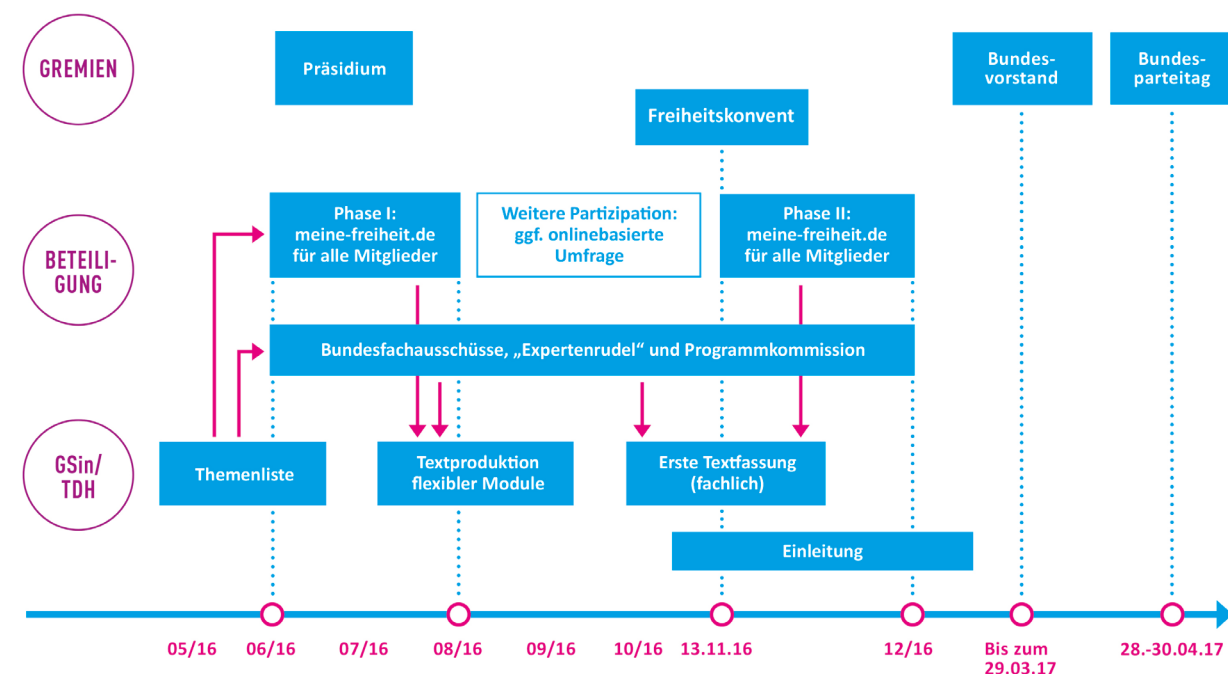 GREMIEN
Präsidium
Bundes-
vorstand
Bundes-
parteitag
Freiheitskonvent
BETEILI-
GUNG
Phase I:
meine-freiheit.de
für alle Mitglieder
Weitere Partizipation:
ggf. onlinebasierte
Umfrage
Phase II:
meine-freiheit.de
für alle Mitglieder
Bundesfachausschüsse, „Expertenrudel“ und Programmkommission
GSin/
TDH
Themenliste
Textproduktion
flexibler Module
Erste Textfassung
(fachlich)
Einleitung
05/16
06/16
07/16
08/16
09/16
10/16
13.11.16
12/16
Bis zum
29.03.17
28.-30.04.17